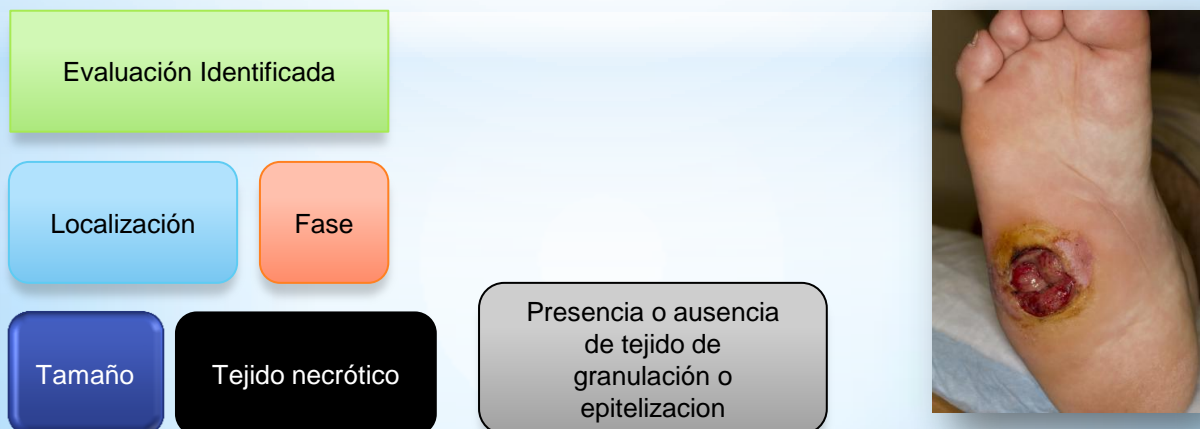 Evaluación Identificada
Localización
Fase
Tamaño
Tejido necrótico
Presencia o ausencia
de tejido de
granulación o
epitelizacion